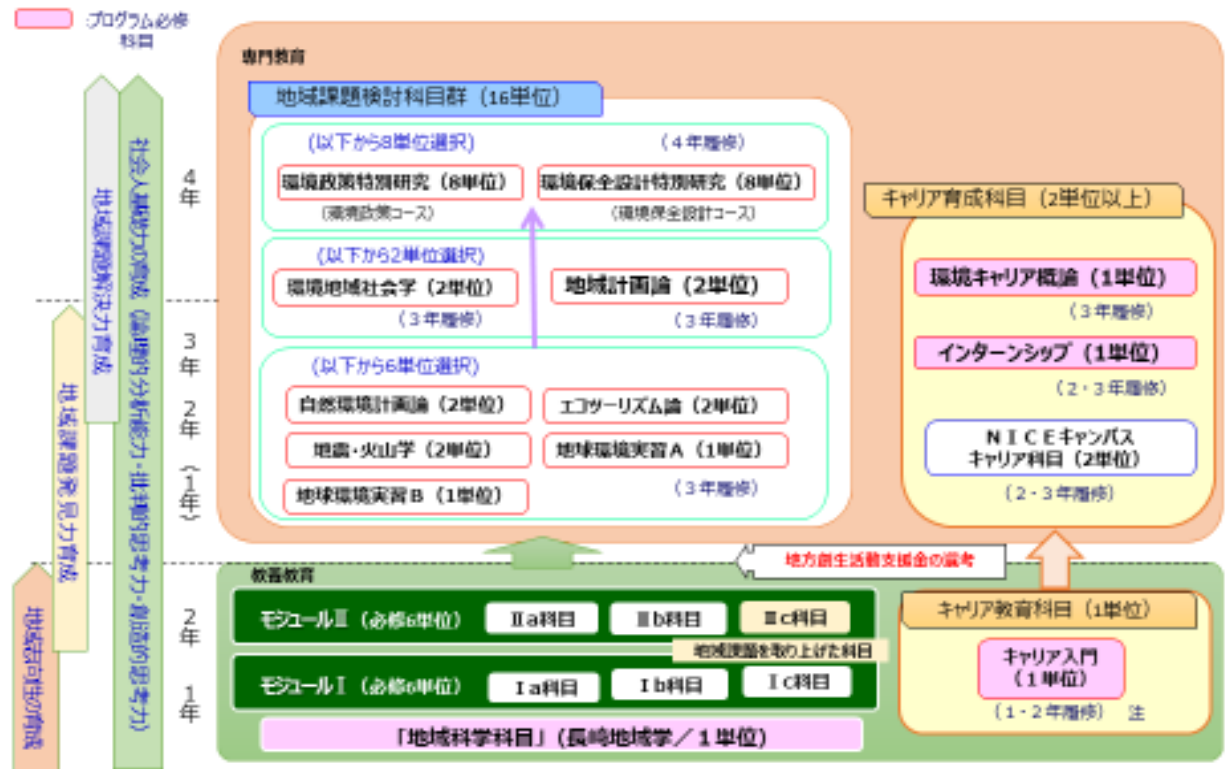 プログラム必修
科目
専門教育
地域課題検討科目群（16単位）
(以下から8単位選択)
（４年履修）
環境政策特別研究（8単位）
環境保全設計特別研究（8単位）
（環境政策コース）
（環境保全設計コース）
(以下から2単位選択)
環境地域社会学（2単位）
地域計画論（2単位）
（３年履修）
（３年履修）
(以下から6単位選択)
自然環境計画論（2単位）
エコツーリズム論（2単位）
地震・火山学（2単位）
地球環境実習Ａ（1単位）
地球環境実習Ｂ（1単位）
（３年履修）
キャリア育成科目（2単位以上）
環境キャリア概論（1単位）
（３年履修）
インターンシップ（1単位）
（２・３年履修）
ＮＩＣＥキャンパス
キャリア科目（2単位）
（２・３年履修）
地方創生活動支援金の選考
教養教育
モジュールⅡ（必修6単位）
Ⅱa科目
Ⅱb科目
Ⅱc科目
地域課題を取り上げた科目
モジュールⅠ（必修6単位）
Ⅰa科目
Ⅰb科目
Ⅰc科目
「地域科学科目」（長崎地域学／１単位）
キャリア教育科目（1単位）
キャリア入門
（１単位）
（１・２年履修） 注
4年
3年
2年
（1年）
2年
1年
地域課題解決力育成
社会人基礎力の育成（論理的分析能力・批判的思考力・創造的思考力）
地域課題発見力育成
地域志向性の育成